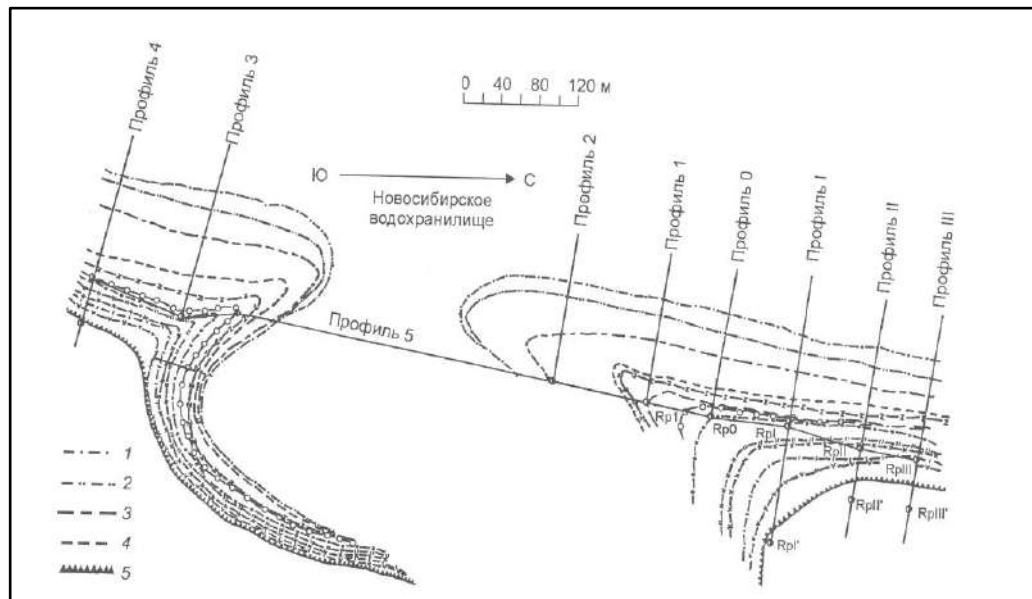 Профиль 4
Профиль 3
0 40 80 120 м
Ю
С
Новосибирское
водохранилище
Профиль 2
Профиль 1
Профиль 0
Профиль I
Профиль II
Профиль III
Профиль 5
Rp1
Rp0
RpI
RpII
RpIII
RpII'
RpIII'
RpI'
1
2
3
4
5